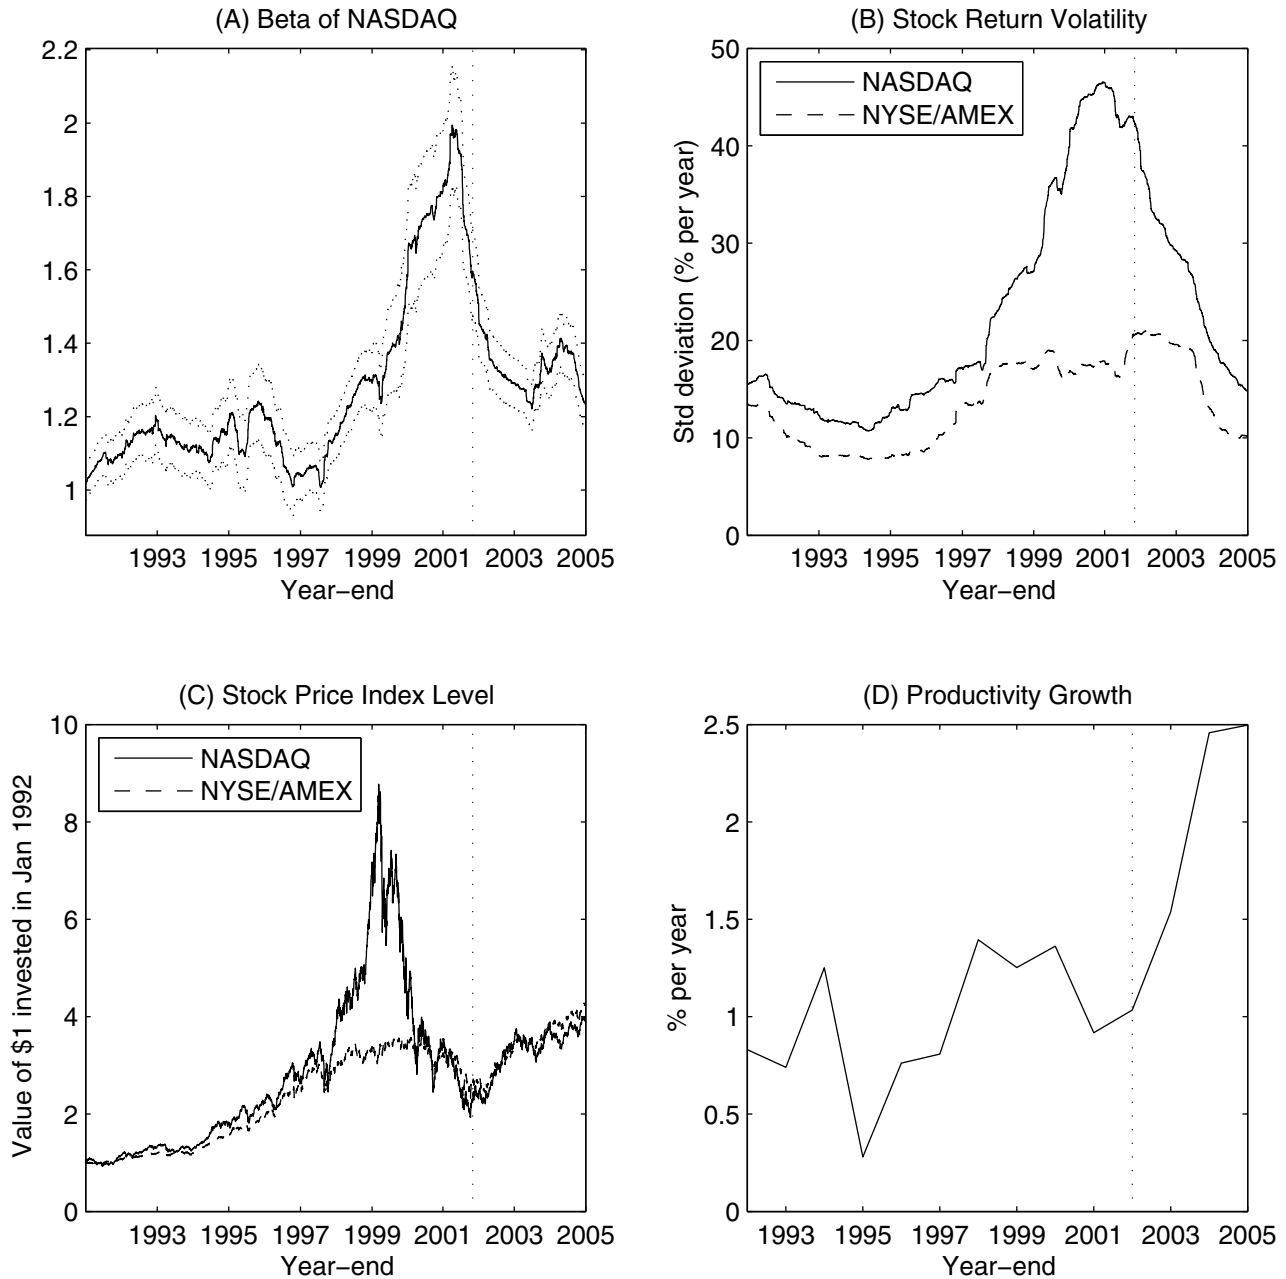 (A) Beta of NASDAQ
2.2
2
1.8
1.6
1.4
1.2
1
1993 1995 1997 1999 2001 2003 2005
Year−end
(B) Stock Return Volatility
NASDAQ
NYSE/AMEX
Std deviation (% per year)
50
40
30
20
10
0
1993 1995 1997 1999 2001 2003 2005
Year−end
(C) Stock Price Index Level
NASDAQ
NYSE/AMEX
Value of $1 invested in Jan 1992
10
8
6
4
2
0
1993 1995 1997 1999 2001 2003 2005
Year−end
(D) Productivity Growth
% per year
2.5
2
1.5
1
0.5
0
1993 1995 1997 1999 2001 2003 2005
Year−end